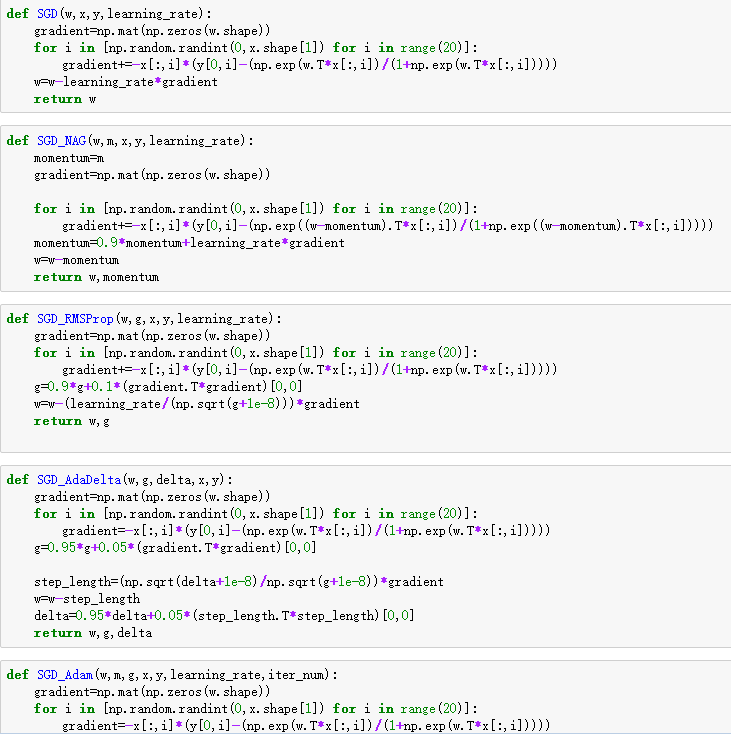 def SGD(w,x,y,learning_rate):
    gradient=np.mat(np.zeros(w.shape))
    for i in [np.random.randint(0,x.shape[1]) for i in range(20)]:
        gradient+=-x[:,i]*(y[0,i]-(np.exp(w.T*x[:,i])/(1+np.exp(w.T*x[:,i]))))
    w=w-learning_rate*gradient
    return w
def SGD_NAG(w,m,x,y,learning_rate):
    momentum=m
    gradient=np.mat(np.zeros(w.shape))
    for i in [np.random.randint(0,x.shape[1]) for i in range(20)]:
        gradient+=-x[:,i]*(y[0,i]-(np.exp((w-momentum).T*x[:,i])/(1+np.exp((w-momentum).T*x[:,i]))))
    momentum=0.9*momentum+learning_rate*gradient
    w=w-momentum
    return w,momentum
def SGD_RMSProp(w,g,x,y,learning_rate):
    gradient=np.mat(np.zeros(w.shape))
    for i in [np.random.randint(0,x.shape[1]) for i in range(20)]:
        gradient+=-x[:,i]*(y[0,i]-(np.exp(w.T*x[:,i])/(1+np.exp(w.T*x[:,i]))))
    g=0.9*g+0.1*(gradient.T*gradient)[0,0]
    w=w-(learning_rate/(np.sqrt(g+1e-8)))*gradient
    return w,g
def SGD_AdaDelta(w,g,delta,x,y):
    gradient=np.mat(np.zeros(w.shape))
    for i in [np.random.randint(0,x.shape[1]) for i in range(20)]:
        gradient=-x[:,i]*(y[0,i]-(np.exp(w.T*x[:,i])/(1+np.exp(w.T*x[:,i]))))
    g=0.95*g+0.05*(gradient.T*gradient)[0,0]
    step_length=(np.sqrt(delta+1e-8)/np.sqrt(g+1e-8))*gradient
    w=w-step_length
    delta=0.95*delta+0.05*(step_length.T*step_length)[0,0]
    return w,g,delta
def SGD_Adam(w,m,g,x,y,learning_rate,iter_num):
    gradient=np.mat(np.zeros(w.shape))
    for i in [np.random.randint(0,x.shape[1]) for i in range(20)]:
        gradient=-x[:,i]*(y[0,i]-(np.exp(w.T*x[:,i])/(1+np.exp(w.T*x[:,i]))))